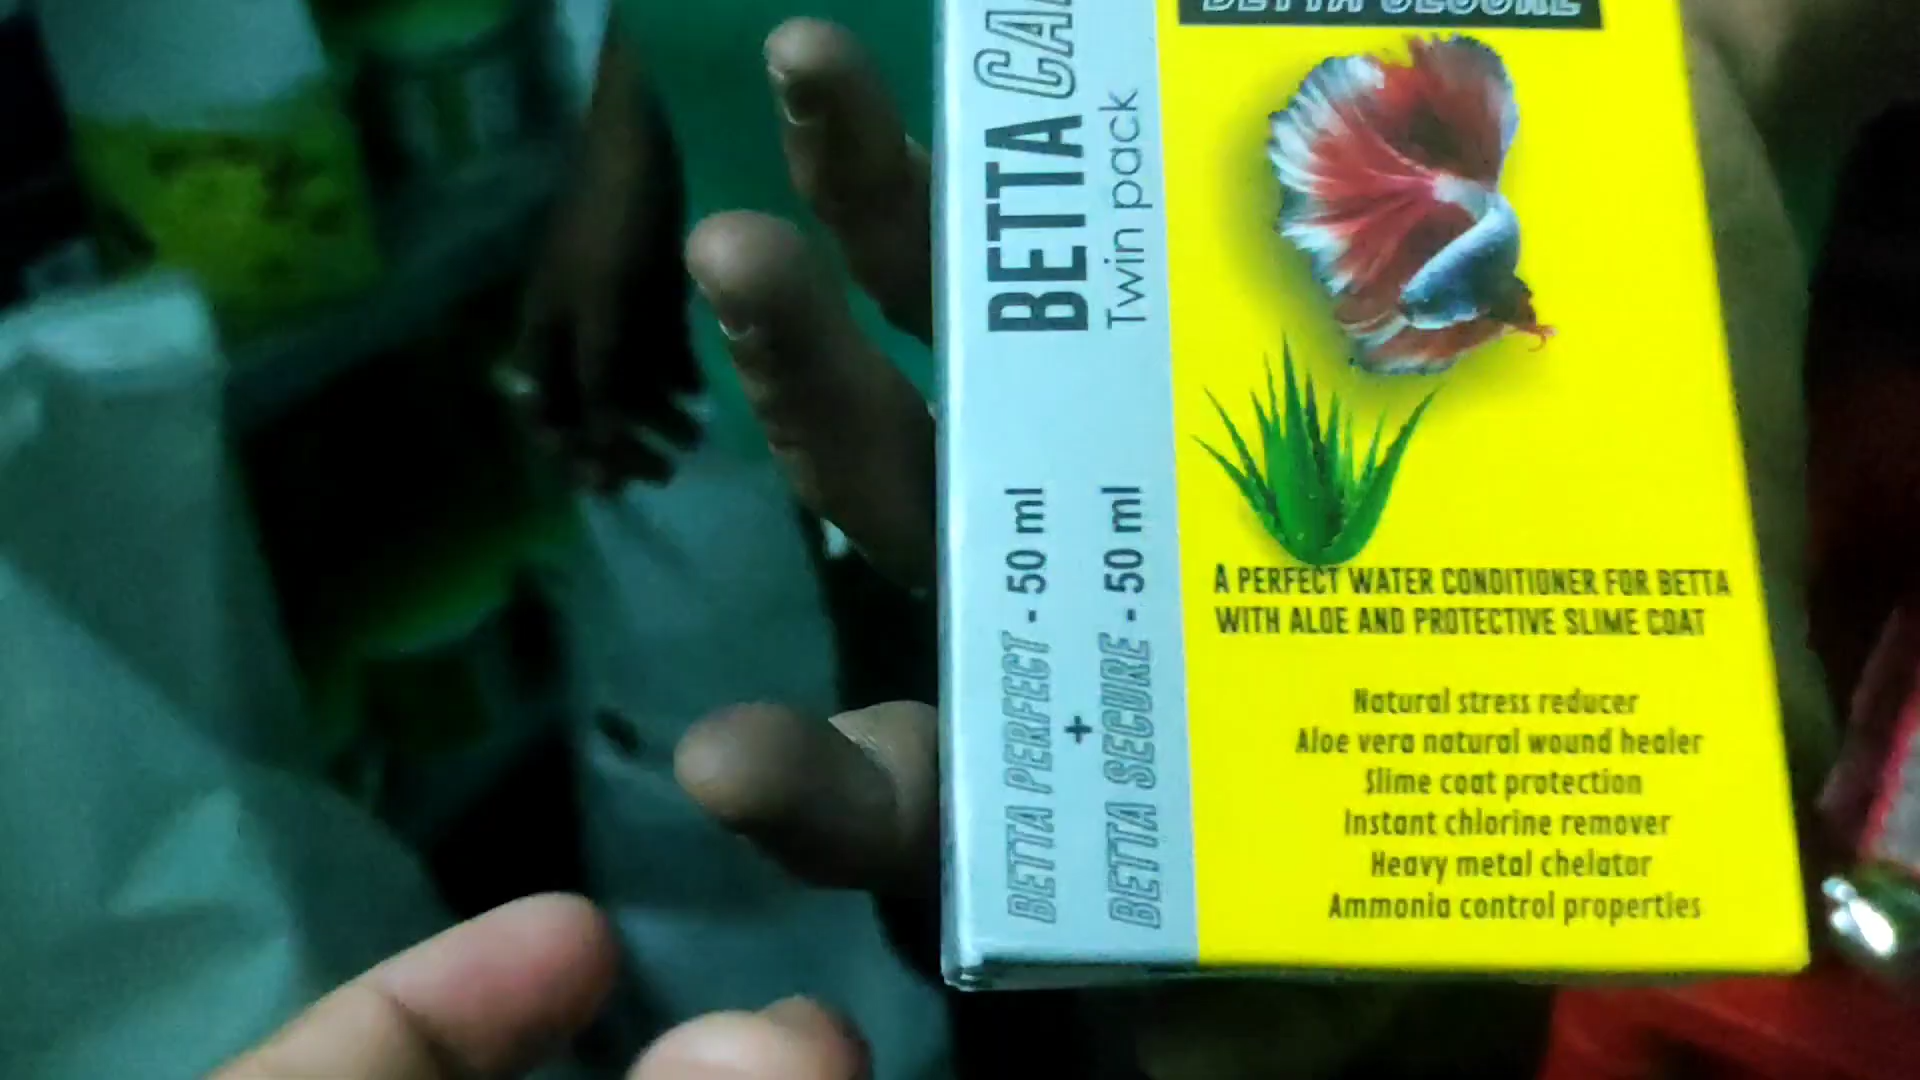 BETTA SECURE
BETTA
Twin pack
BETTA PERFECT - 50 ml
+
BETTA SECURE - 50 ml
A PERFECT WATER CONDITIONER FOR BETTA
WITH ALOE AND PROTECTIVE SLIME COAT
Natural stress reducer
Aloe vera natural wound healer
Slime coat protection
Instant chlorine remover
Heavy metal chelator
Ammonia control properties